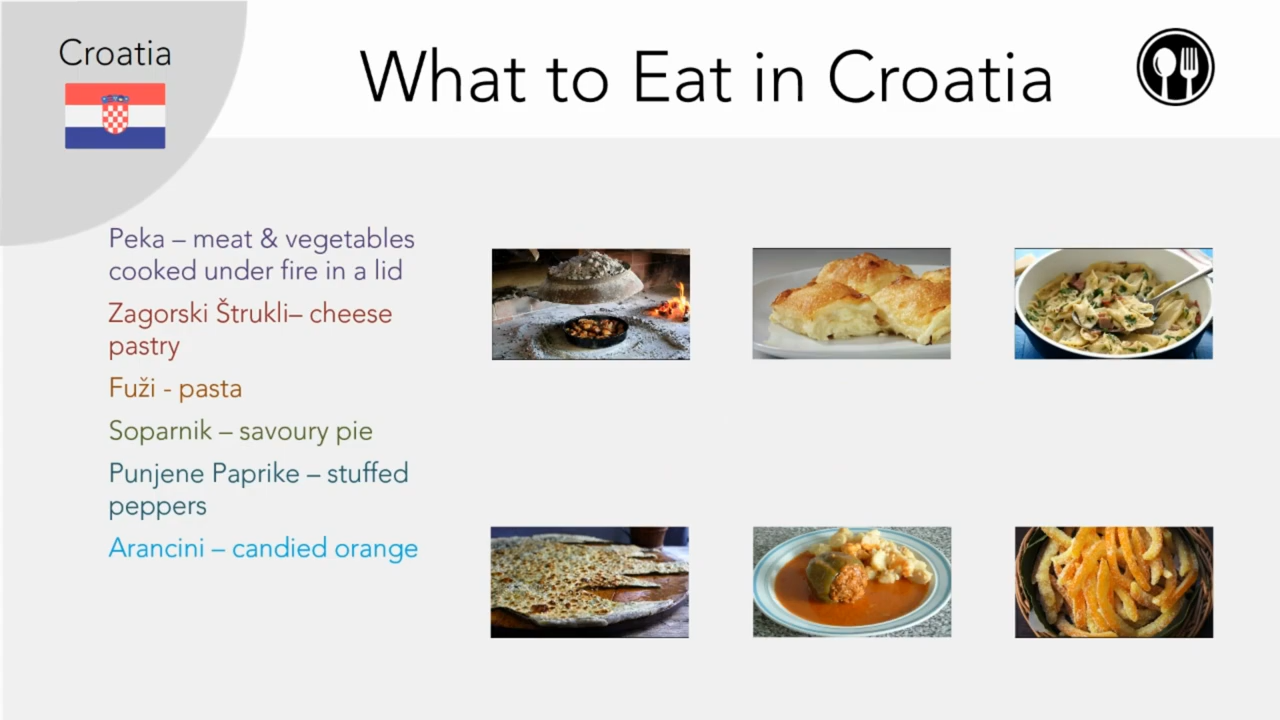 Croatia
What to Eat in Croatia
Peka – meat & vegetables
cooked under fire in a lid
Zagorski Štrukli– cheese
pastry
Fuži - pasta
Soparnik – savoury pie
Punjene Paprike – stuffed
peppers
Arancini – candied orange